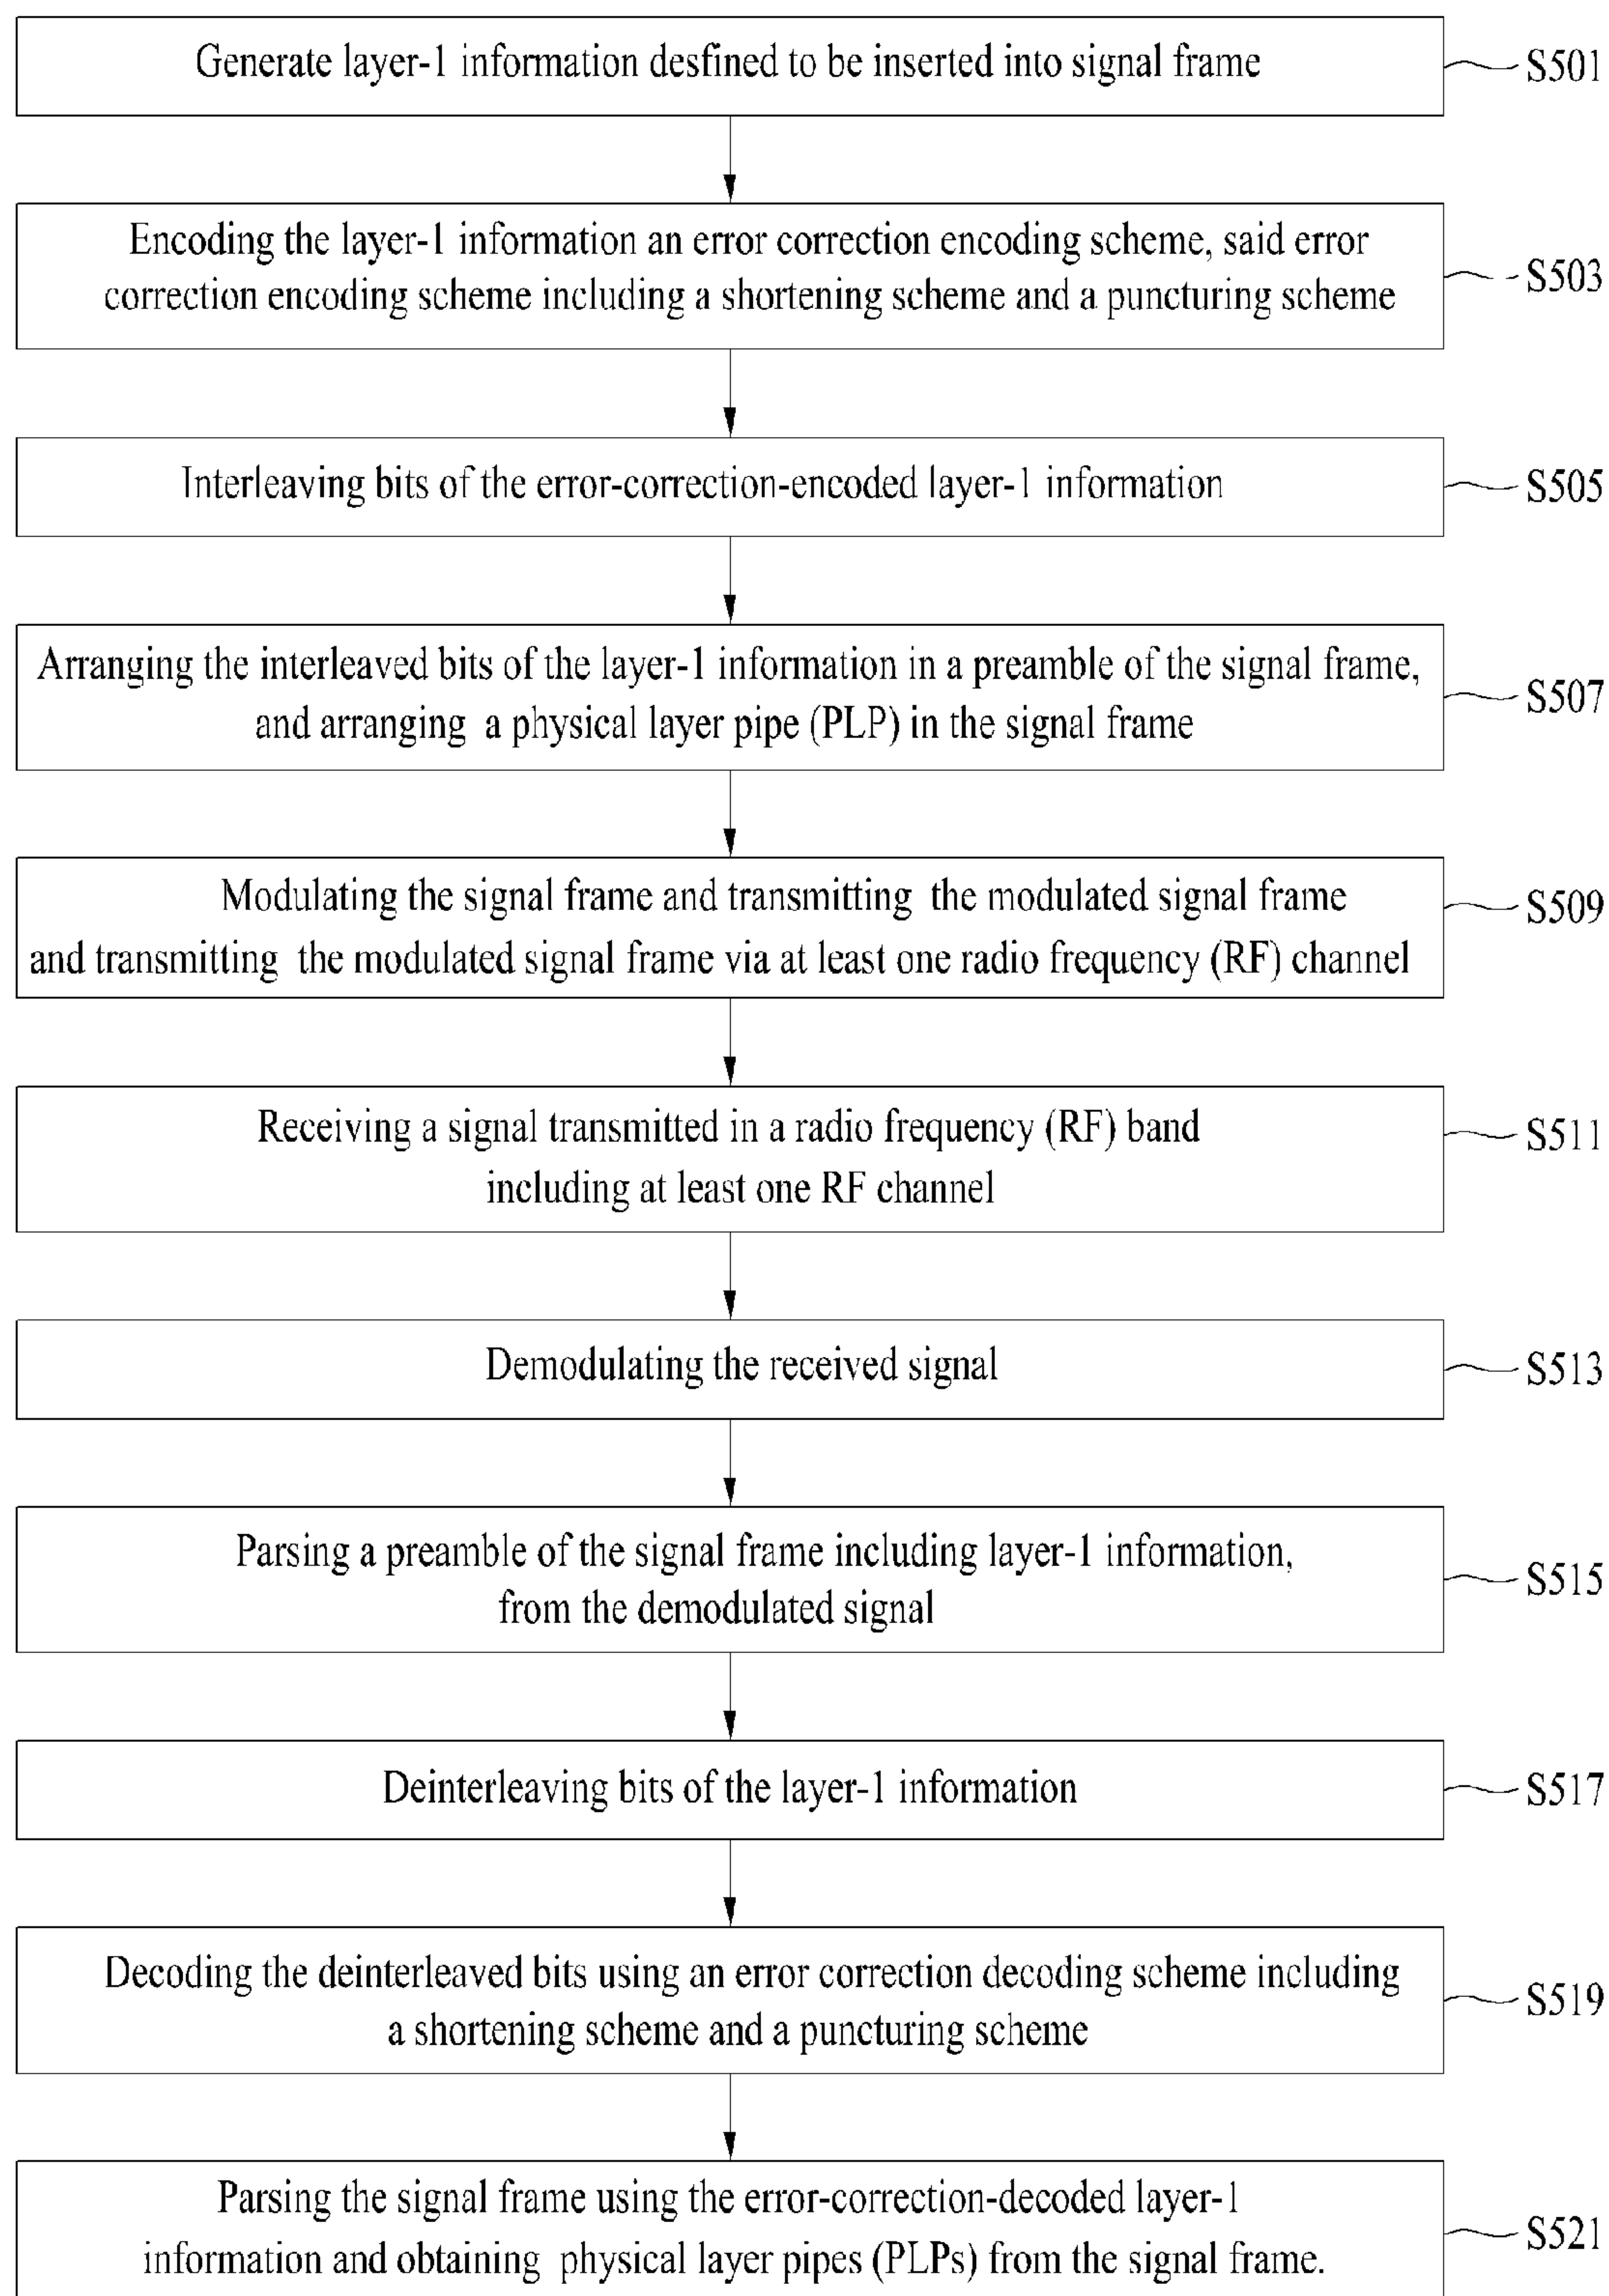 Generate layer-1 information desfined to be inserted into signal frame
S501
Encoding the layer-1 information an error correction encoding scheme, said error
correction encoding scheme including a shortening scheme and a puncturing scheme
S503
Interleaving bits of the error-correction-encoded layer-1 information
S505
Arranging the interleaved bits of the layer-1 information in a preamble of the signal frame,
and arranging a physical layer pipe (PLP) in the signal frame
S507
Modulating the signal frame and transmitting the modulated signal frame
and transmitting the modulated signal frame via at least one radio frequency (RF) channel
S509
Receiving a signal transmitted in a radio frequency (RF) band
including at least one RF channel
S511
Demodulating the received signal
S513
Parsing a preamble of the signal frame including layer-1 information,
from the demodulated signal
S515
Deinterleaving bits of the layer-1 information
S517
Decoding the deinterleaved bits using an error correction decoding scheme including
a shortening scheme and a puncturing scheme
S519
Parsing the signal frame using the error-correction-decoded layer-1
information and obtaining physical layer pipes (PLPs) from the signal frame.
S521